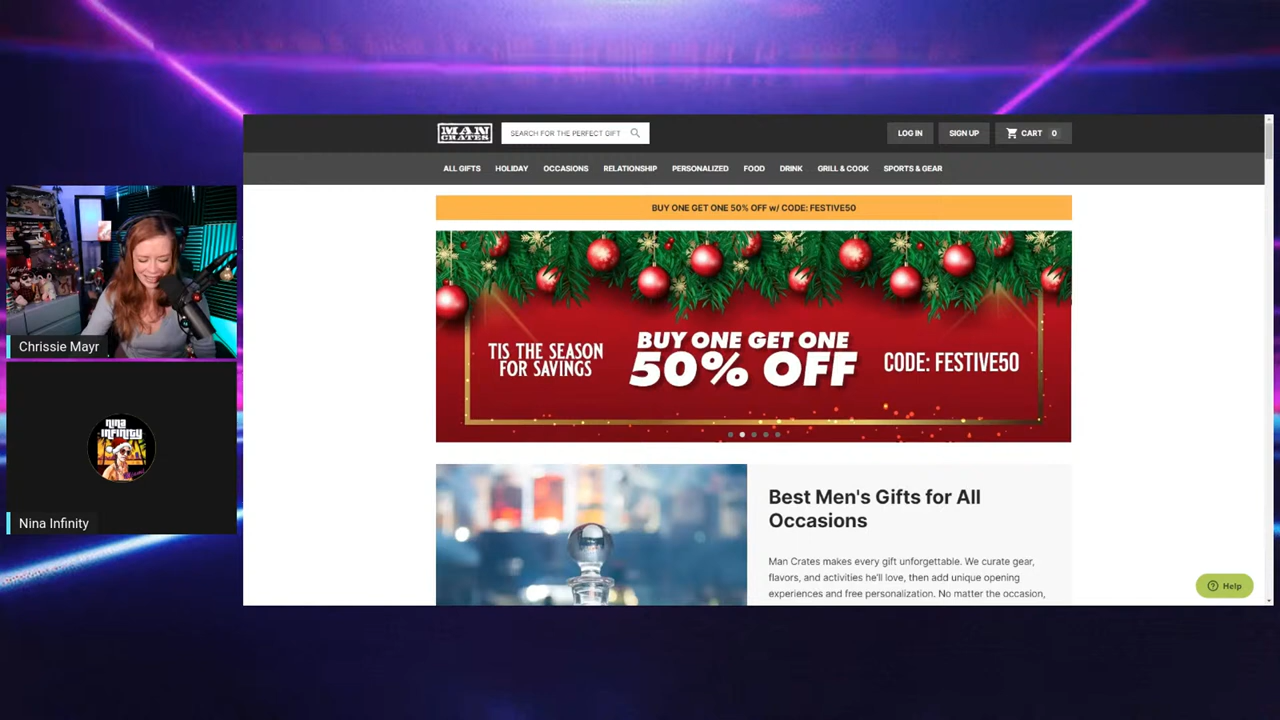 MAN
CRATES
SEARCH FOR THE PERFECT GIFT
LOG IN
SIGN UP
CART 0
ALL GIFTS
HOLIDAY
OCCASIONS
RELATIONSHIP
PERSONALIZED
FOOD
DRINK
GRILL & COOK
SPORTS & GEAR
BUY ONE GET ONE 50% OFF w/ CODE: FESTIVE50
TIS THE SEASON
FOR SAVINGS
BUY ONE GET ONE
50% OFF
CODE: FESTIVE50
Best Men's Gifts for All
Occasions
Man Crates makes every gift unforgettable. We curate gear,
flavors, and activities he'll love, then add unique opening
experiences and free personalization. No matter the occasion,
Help
Chrissie Mayr
nina
infinity
Nina Infinity